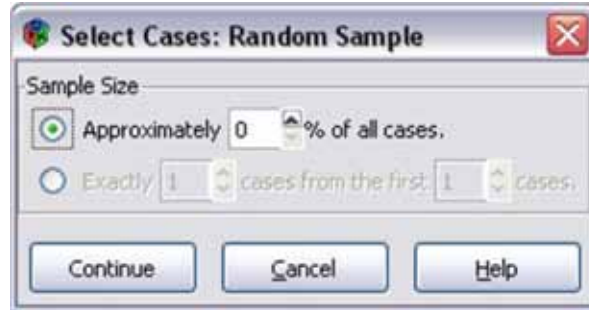 Select Cases: Random Sample
Sample Size
Approximately 0 % of all cases.
Exactly 1 cases from the first 1 cases.
Continue Cancel Help